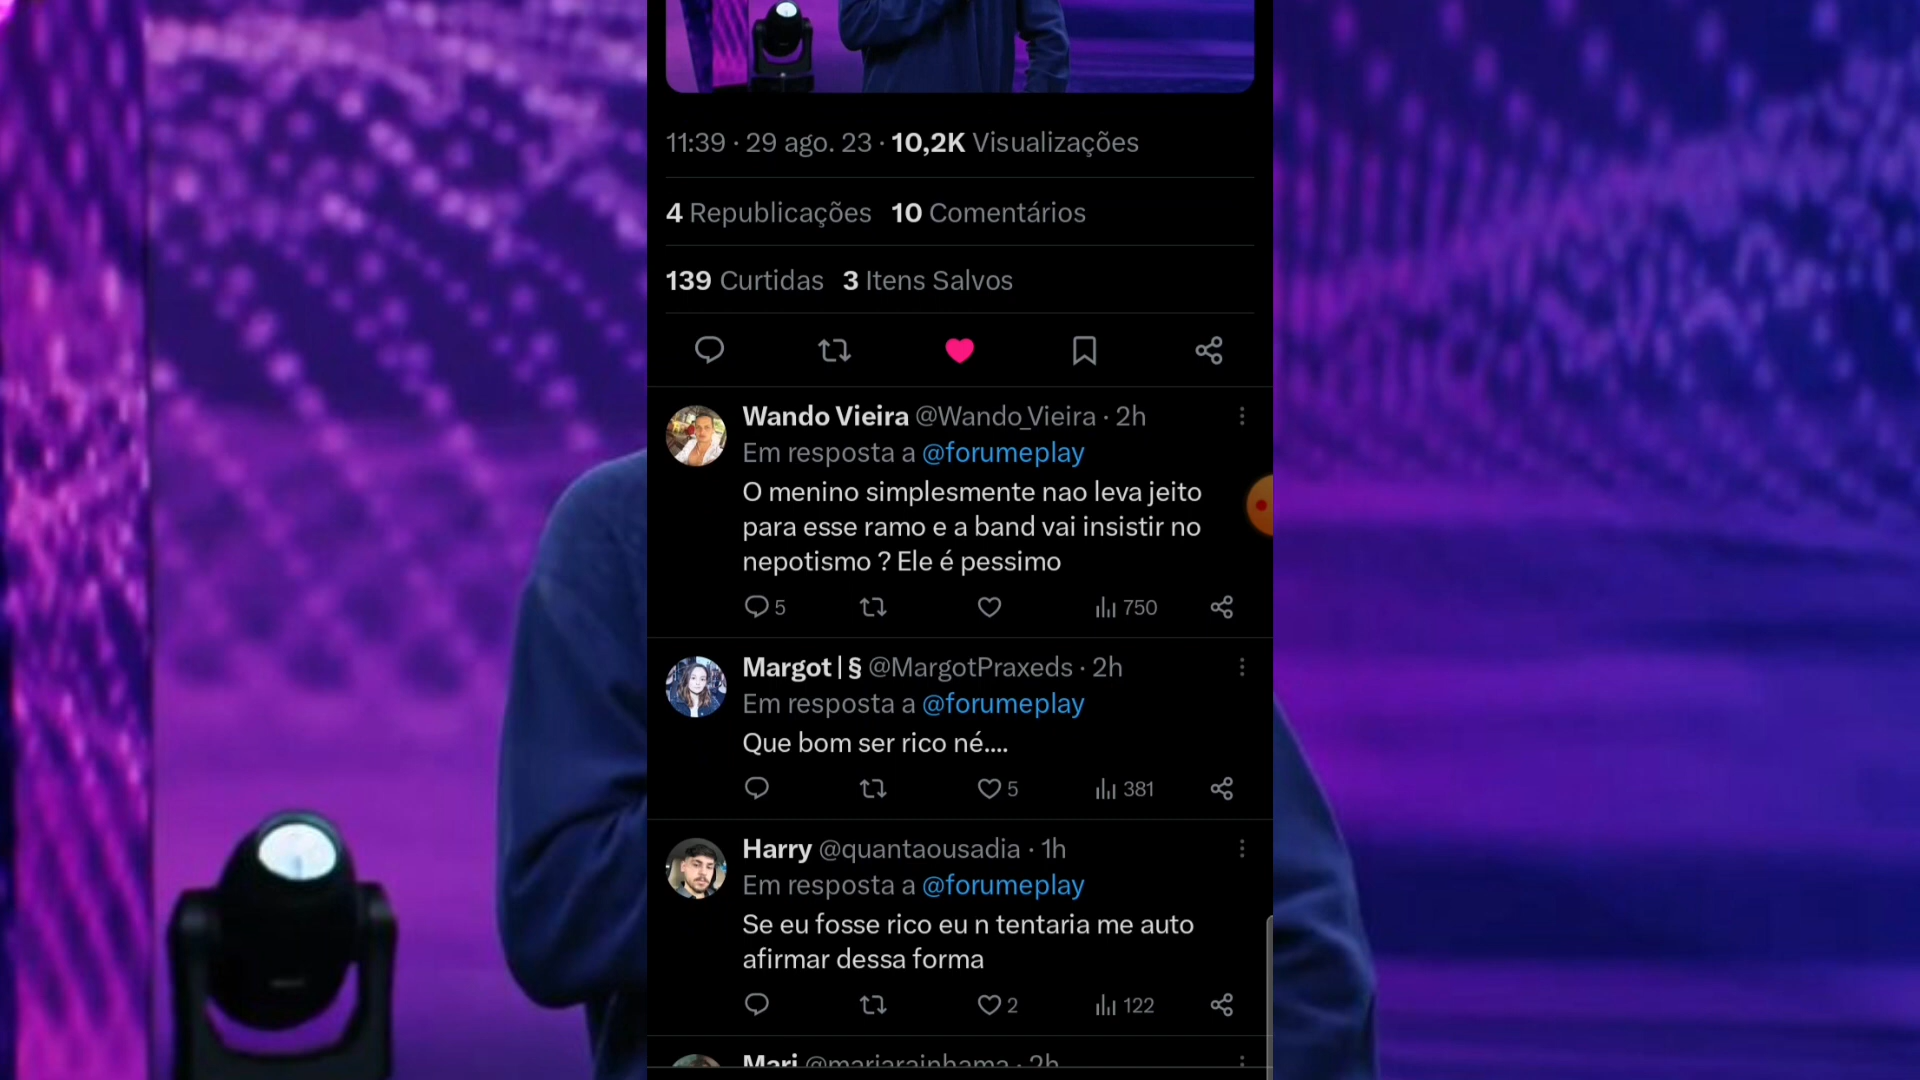 11:39 · 29 ago. 23 · 10,2K Visualizações
4 Republicações 10 Comentários
139 Curtidas 3 Itens Salvos
Wando Vieira @Wando_Vieira · 2h
Em resposta a @forumeplay
O menino simplesmente nao leva jeito
para esse ramo e a band vai insistir no
nepotismo ? Ele é pessimo
5 750
Margot | § @MargotPraxeds · 2h
Em resposta a @forumeplay
Que bom ser rico né....
5 381
Harry @quantaousadia · 1h
Em resposta a @forumeplay
Se eu fosse rico eu n tentaria me auto
afirmar dessa forma
2 122
Mari @mariarainhama · 2h